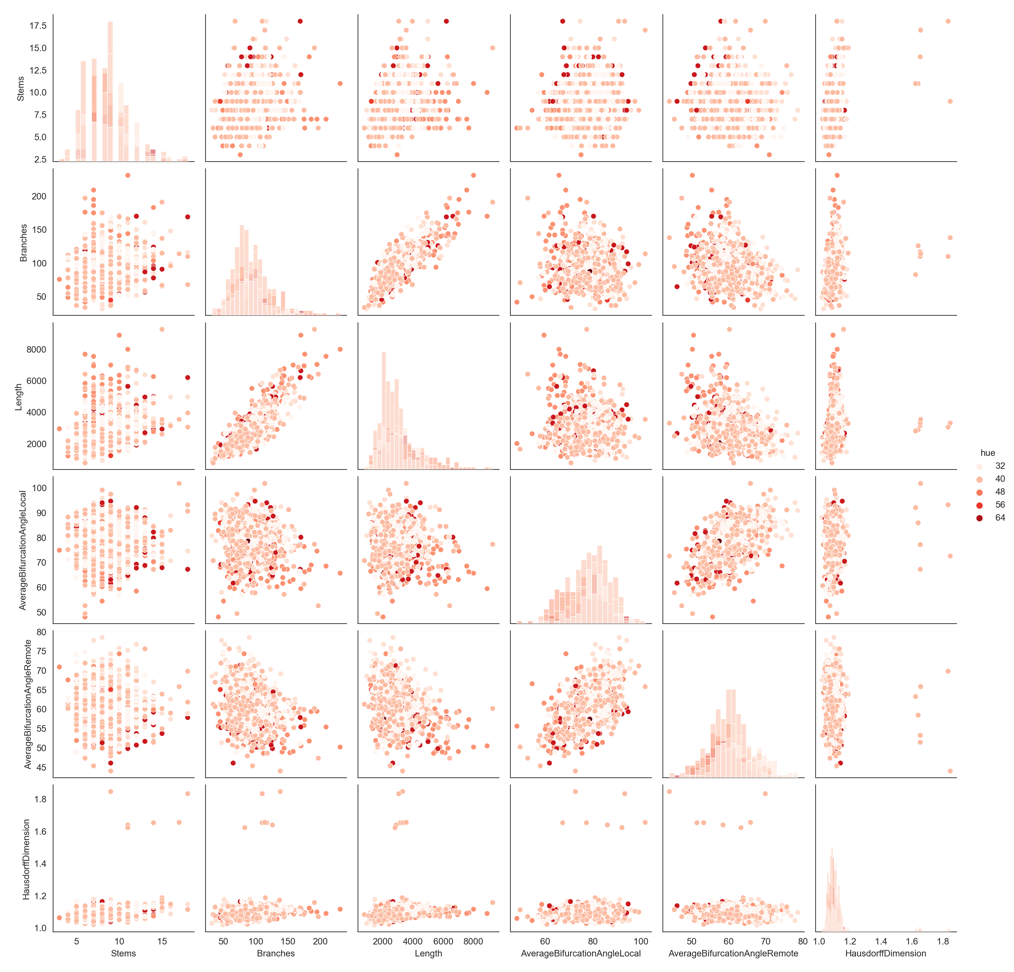 17.5
15.0
12.5
10.0
7.5
5.0
2.5
Stems
200
150
100
50
Branches
8000
6000
4000
2000
Length
hue
32
40
48
56
64
100
90
80
70
60
50
AverageBifurcationAngleLocal
80
75
70
65
60
55
50
45
AverageBifurcationAngleRemote
1.8
1.6
1.4
1.2
1.0
HausdorffDimension
5 10 15
50 100 150 200
2000 4000 6000 8000
60 80 100
50 60 70 80
1.0 1.2 1.4 1.6 1.8
Stems
Branches
Length
AverageBifurcationAngleLocal
AverageBifurcationAngleRemote
HausdorffDimension